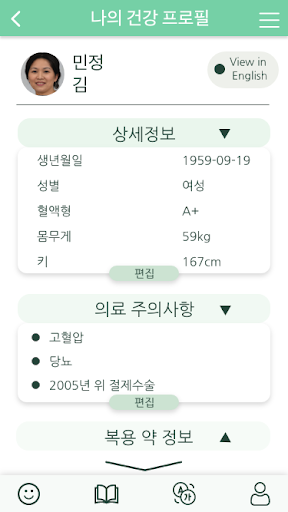 나의 건강 프로필
민정
김
View in
English
상세정보
생년월일 1959-09-19
성별 여성
혈액형 A+
몸무게 59kg
키 167cm
편집
의료 주의사항
고혈압
당뇨
2005년 위 절제수술
편집
복용 약 정보
A 가